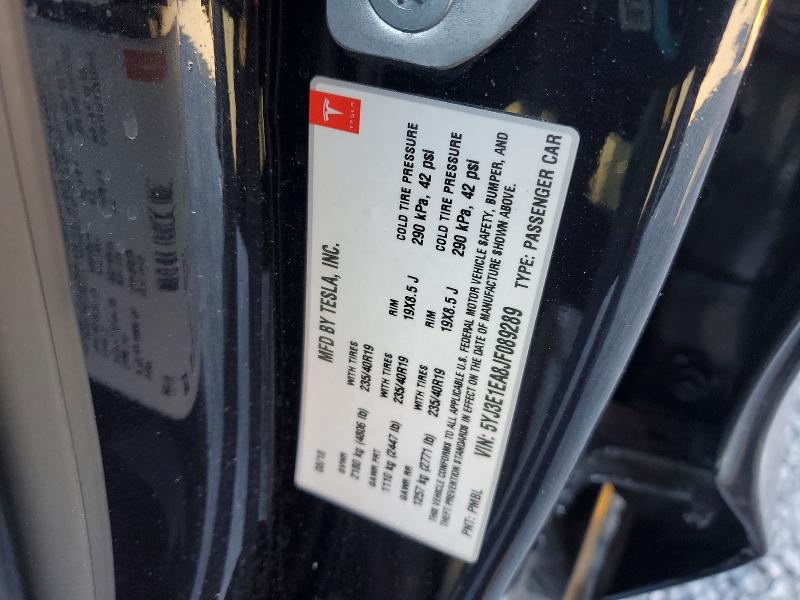 TESLA
MFD BY TESLA, INC.
08/18
GVWR
2180 kg (4806 lb)
GAWR FRT WITH TIRES RIM COLD TIRE PRESSURE
1110 kg (2447 lb) 235/40R19 19X8.5 J 290 kPa, 42 psi
GAWR RR WITH TIRES RIM COLD TIRE PRESSURE
1257 kg (2771 lb) 235/40R19 19X8.5 J 290 kPa, 42 psi
WITH TIRES
235/40R19
THIS VEHICLE CONFORMS TO ALL APPLICABLE U.S. FEDERAL MOTOR VEHICLE SAFETY, BUMPER, AND
THEFT PREVENTION STANDARDS IN EFFECT ON THE DATE OF MANUFACTURE SHOWN ABOVE.
PNT: PMBL VIN: 5YJ3E1EA8JF089289 TYPE: PASSENGER CAR